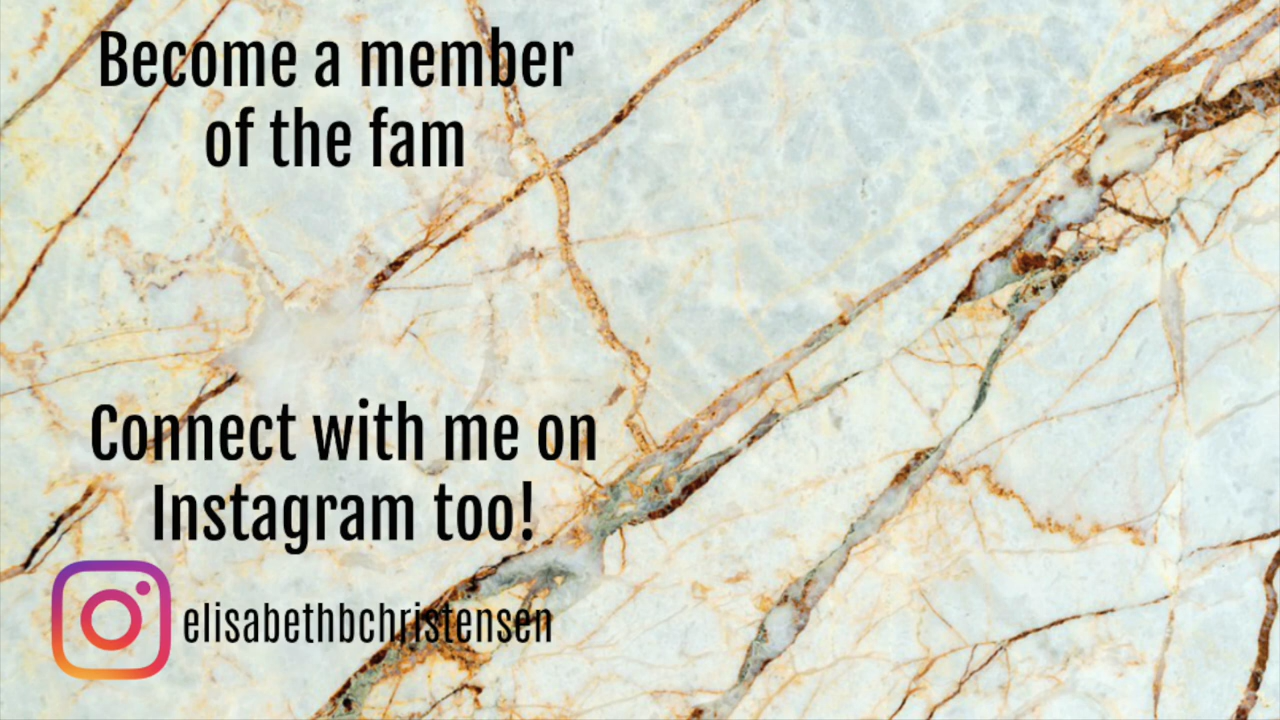 Become a member
of the fam
Connect with me on
Instagram too!
elisabethbchristensen